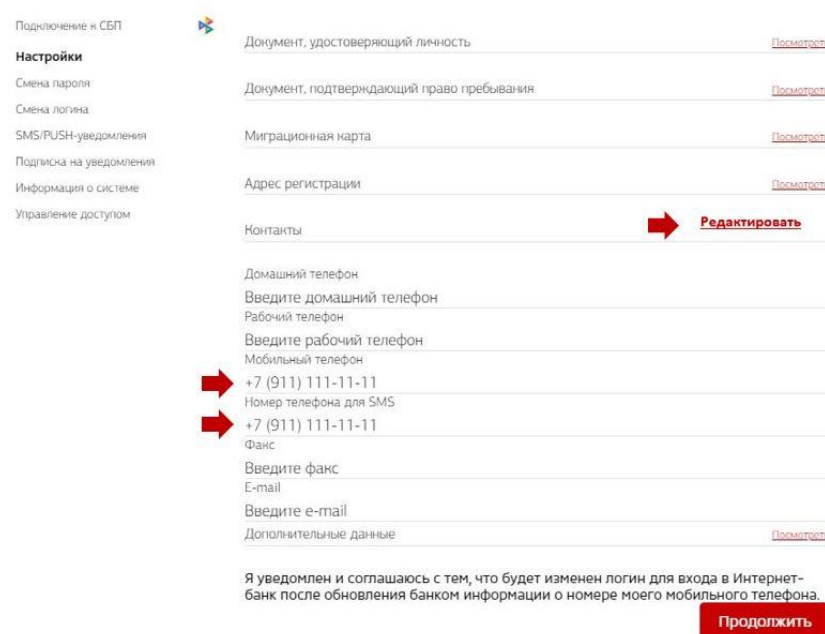 Подключение к СБП
Настройки
Смена пароля
Смена логина
SMS/PUSH-уведомления
Подписка на уведомления
Информация о системе
Управление доступом
Документ, удостоверяющий личность
Документ, подтверждающий право пребывания
Миграционная карта
Адрес регистрации
Контакты
Редактировать
Домашний телефон
Введите домашний телефон
Рабочий телефон
Введите рабочий телефон
Мобильный телефон
+7 (911) 111-11-11
Номер телефона для SMS
+7 (911) 111-11-11
Факс
Введите факс
E-mail
Введите e-mail
Дополнительные данные
Я уведомлен и соглашаюсь с тем, что будет изменен логин для входа в Интернет-
банк после обновления банком информации о номере моего мобильного телефона.
Продолжить